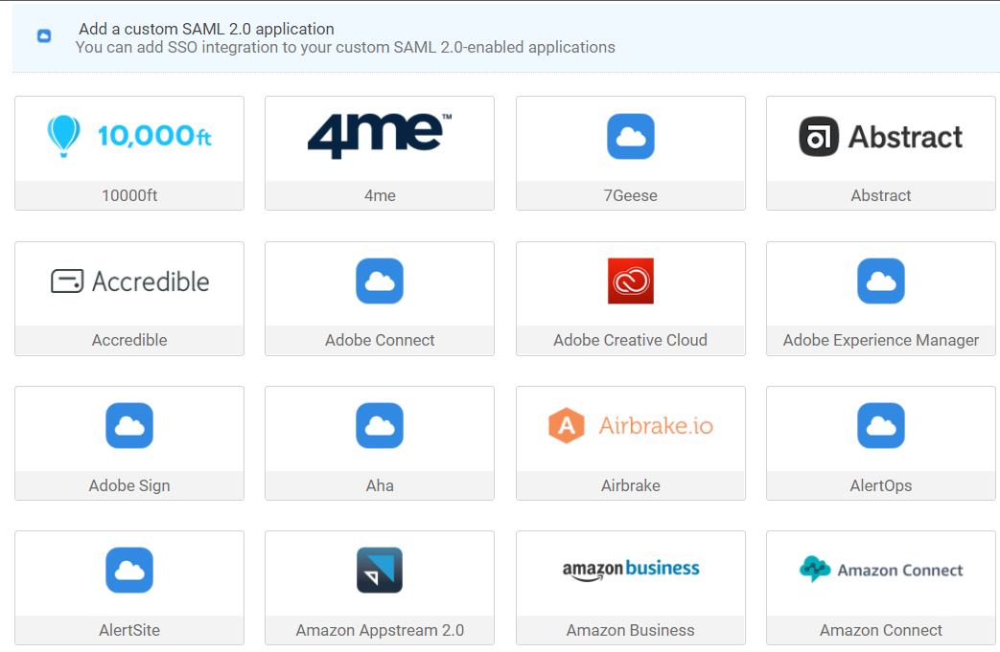 Add a custom SAML 2.0 application
You can add SSO integration to your custom SAML 2.0-enabled applications
10,000ft
4me™
Abstract
10000ft
4me
7Geese
Abstract
Accredible
Accredible
Adobe Connect
Adobe Creative Cloud
Adobe Experience Manager
A Airbrake.io
Adobe Sign
Aha
Airbrake
AlertOps
amazon business
Amazon Connect
AlertSite
Amazon Appstream 2.0
Amazon Business
Amazon Connect